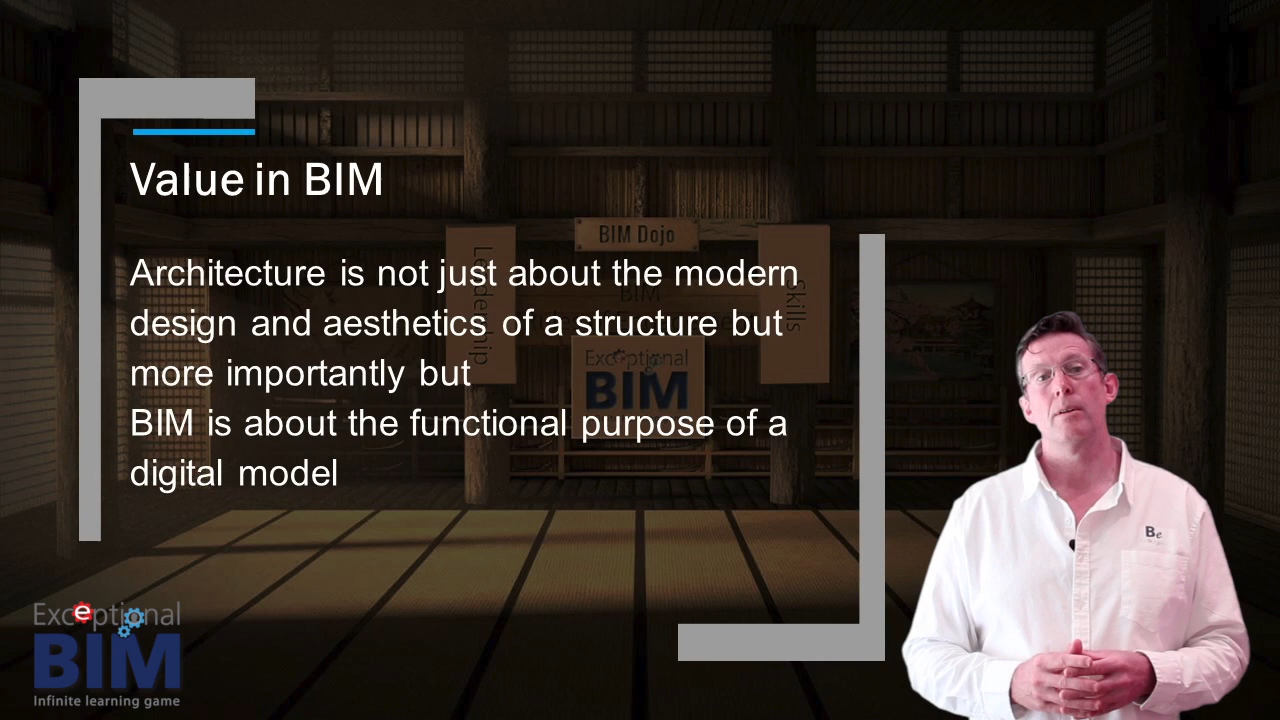 Value in BIM
BIM Dojo
Architecture is not just about the modern
design and aesthetics of a structure but
more importantly but
BIM is about the functional purpose of a
digital model
Leadership
BIM
Skills
Exceptional
BIM
Be
Exceptional
BIM
Infinite learning game